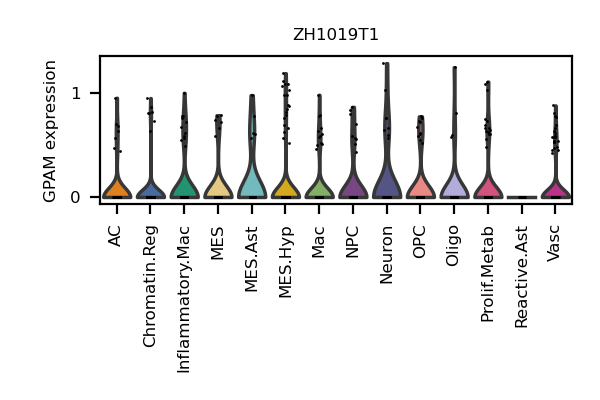 ZH1019T1
GPAM expression
1
0
AC
Chromatin.Reg
Inflammatory.Mac
MES
MES.Ast
MES.Hyp
Mac
NPC
Neuron
OPC
Oligo
Prolif.Metab
Reactive.Ast
Vasc